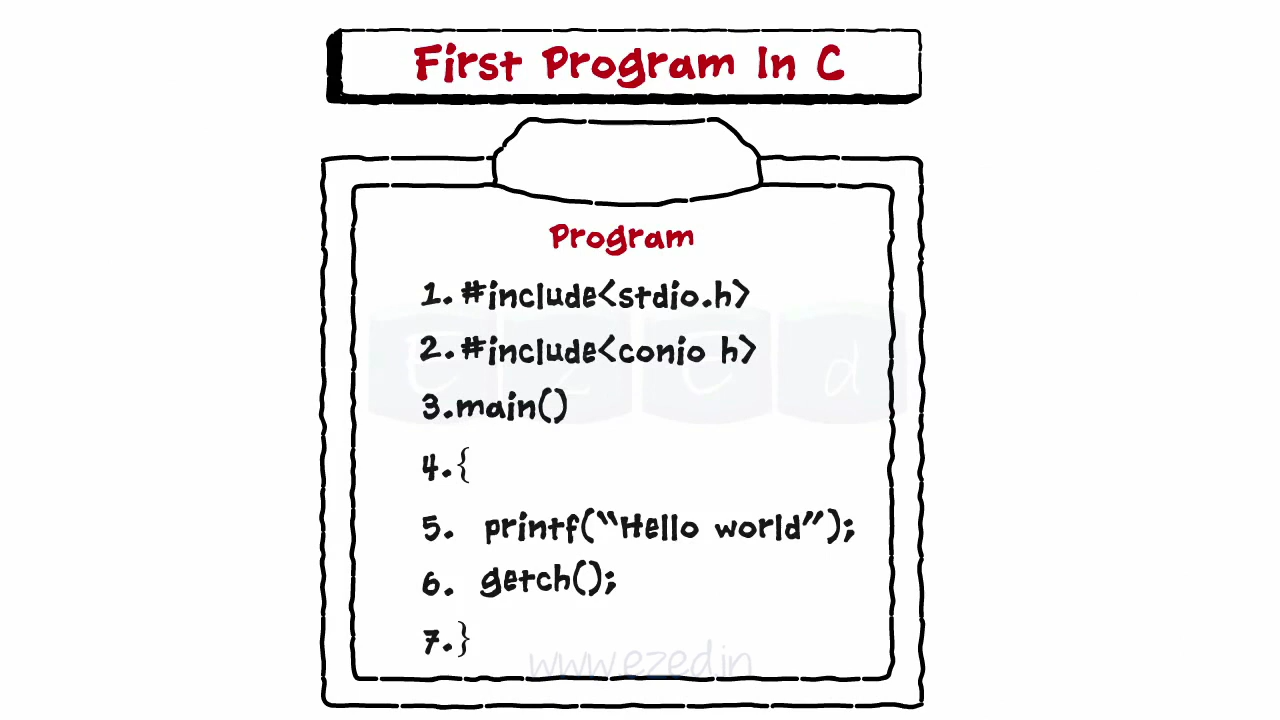 First Program In C
Program
1. #include<stdio.h>
2. #include<conio h>
3.main()
4.{
5. printf(“Hello world”);
6. getch();
7.}
ezed
www.ezed.in